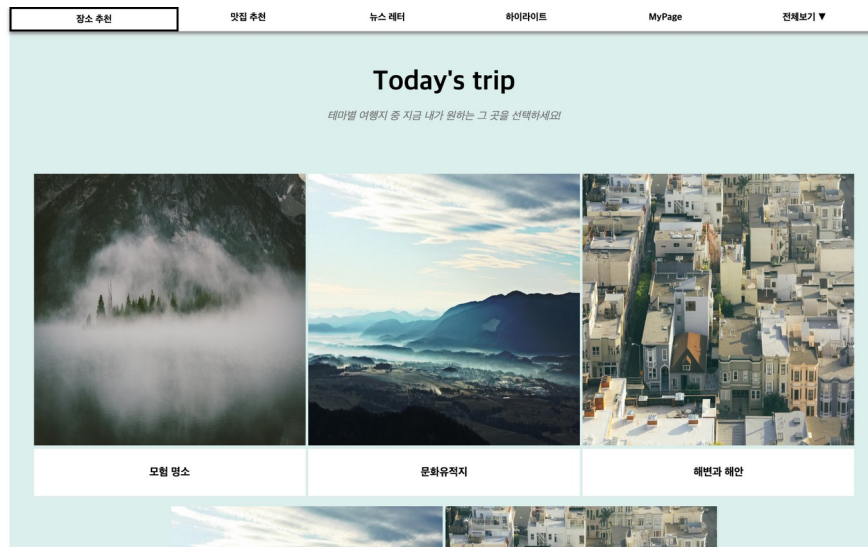 장소 추천
맛집 추천
뉴스 레터
하이라이트
MyPage
전체보기 ▼
Today's trip
테마별 여행지 중 지금 내가 원하는 그 곳을 선택하세요!
모험 명소
문화유적지
해변과 해안